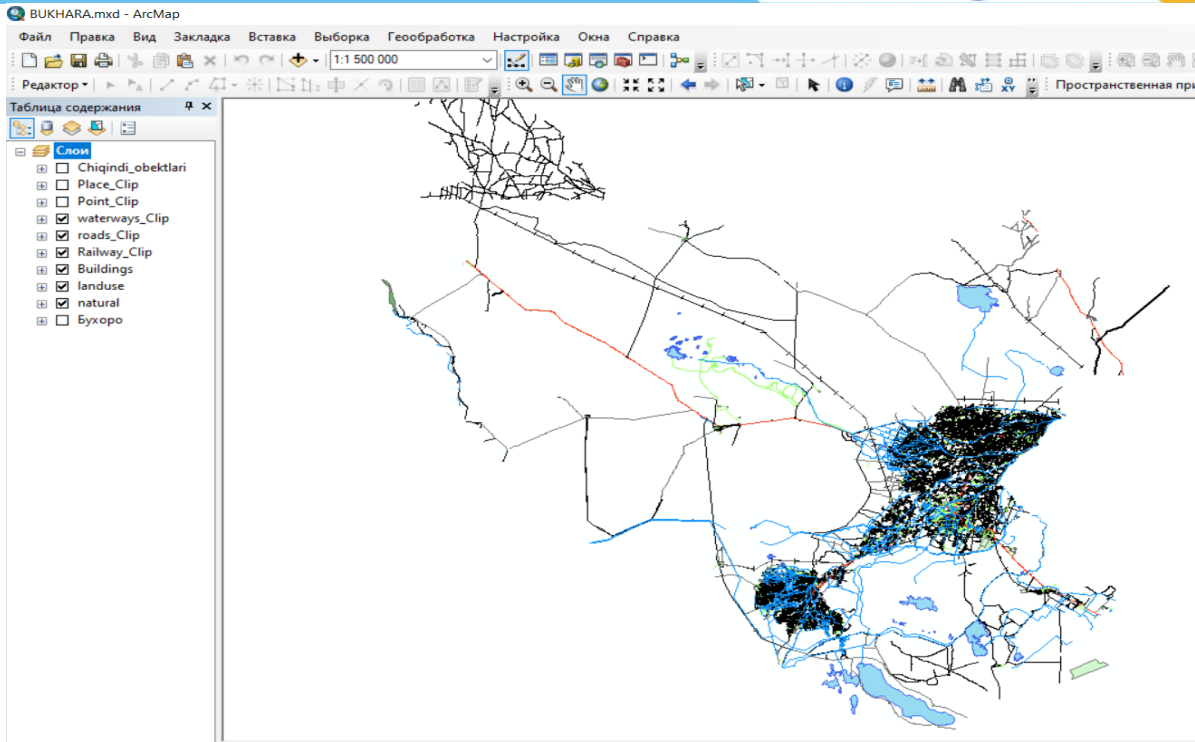 BUKHARA.mxd - ArcMap
Файл Правка Вид Закладка Вставка Выборка Геообработка Настройка Окна Справка
1:1 500 000
Редактор Пространственная при
Таблица содержания
Слои
Chiqindi_obektlari
Place_Clip
Point_Clip
waterways_Clip
roads_Clip
Railway_Clip
Buildings
landuse
natural
Бухоро